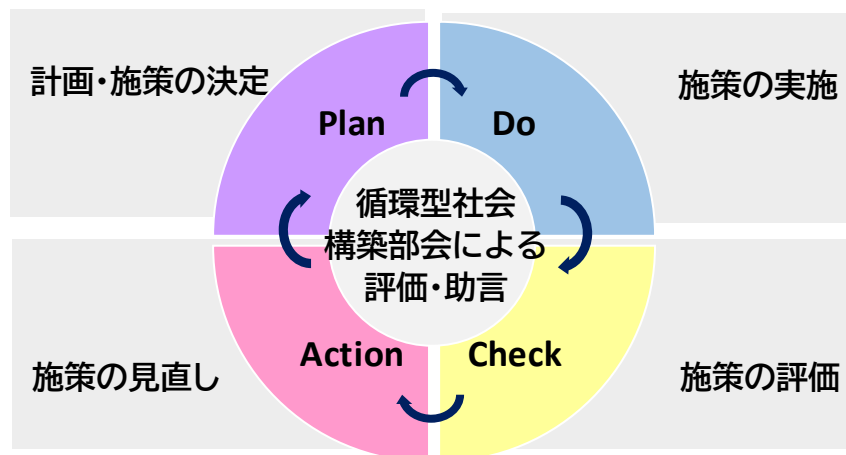 計画・施策の決定
施策の実施
Plan
Do
循環型社会
構築部会による
評価・助言
Action
Check
施策の見直し
施策の評価